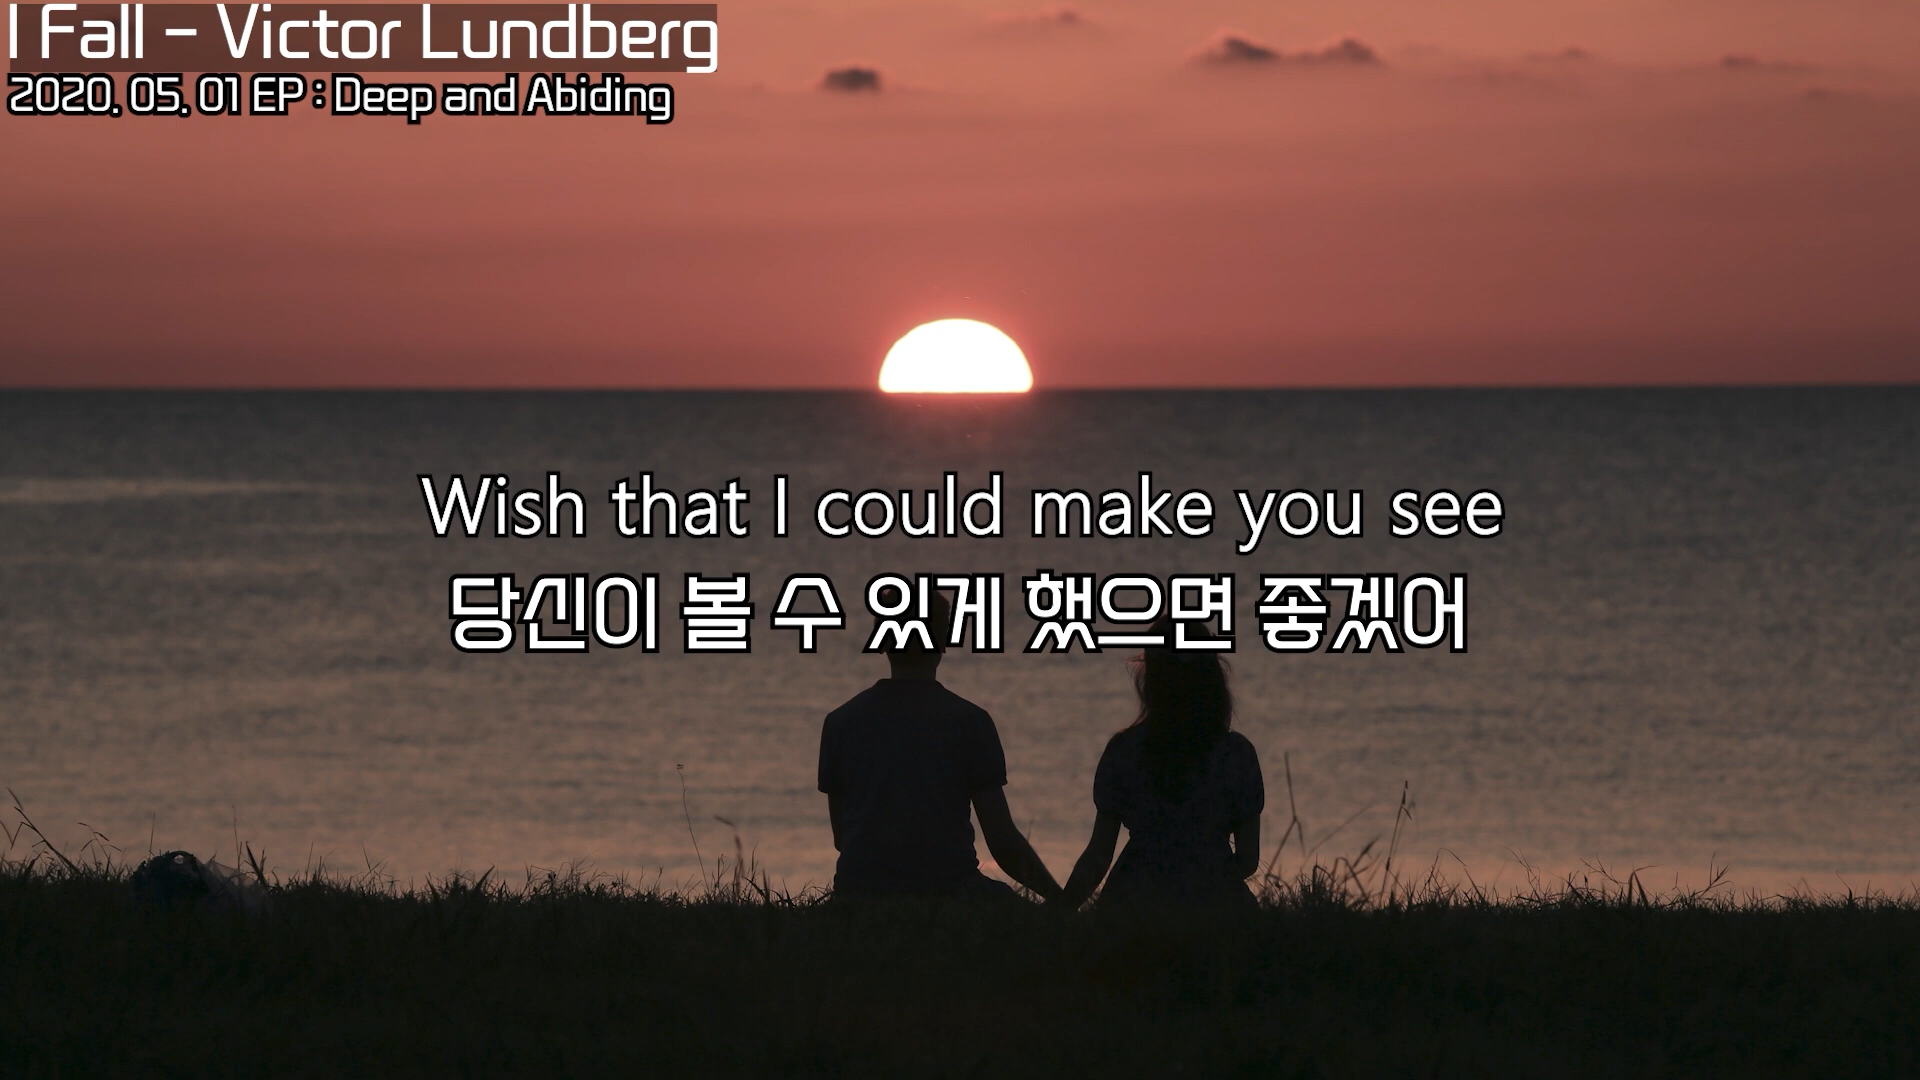 I Fall - Victor Lundberg
2020. 05. 01 EP : Deep and Abiding
Wish that I could make you see
당신이 볼 수 있게 했으면 좋겠어